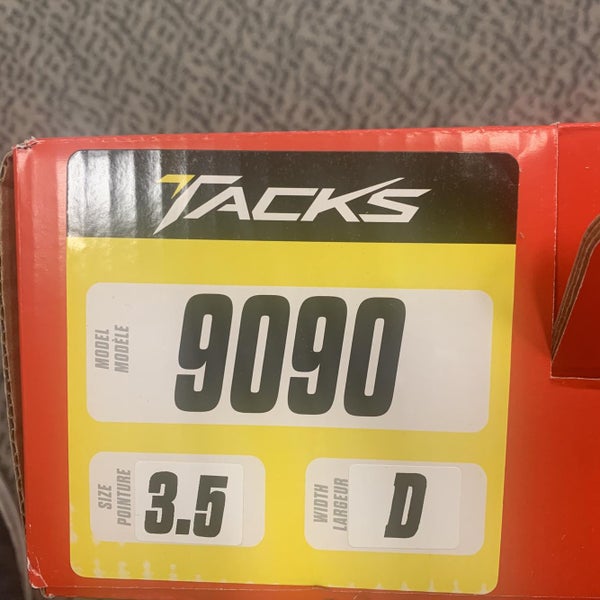 TACKS
MODEL
MODÈLE
9090
SIZE
POINTURE
3.5
WIDTH
LARGEUR
D